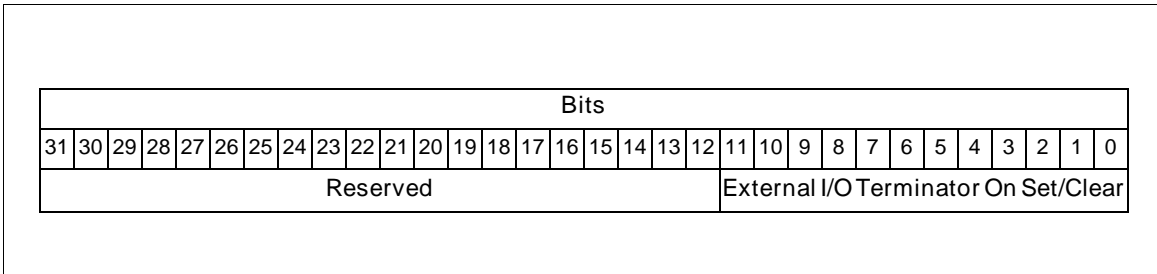 Bits
31 30 29 28 27 26 25 24 23 22 21 20 19 18 17 16 15 14 13 12 11 10 9 8 7 6 5 4 3 2 1 0
Reserved External I/O Terminator On Set/Clear